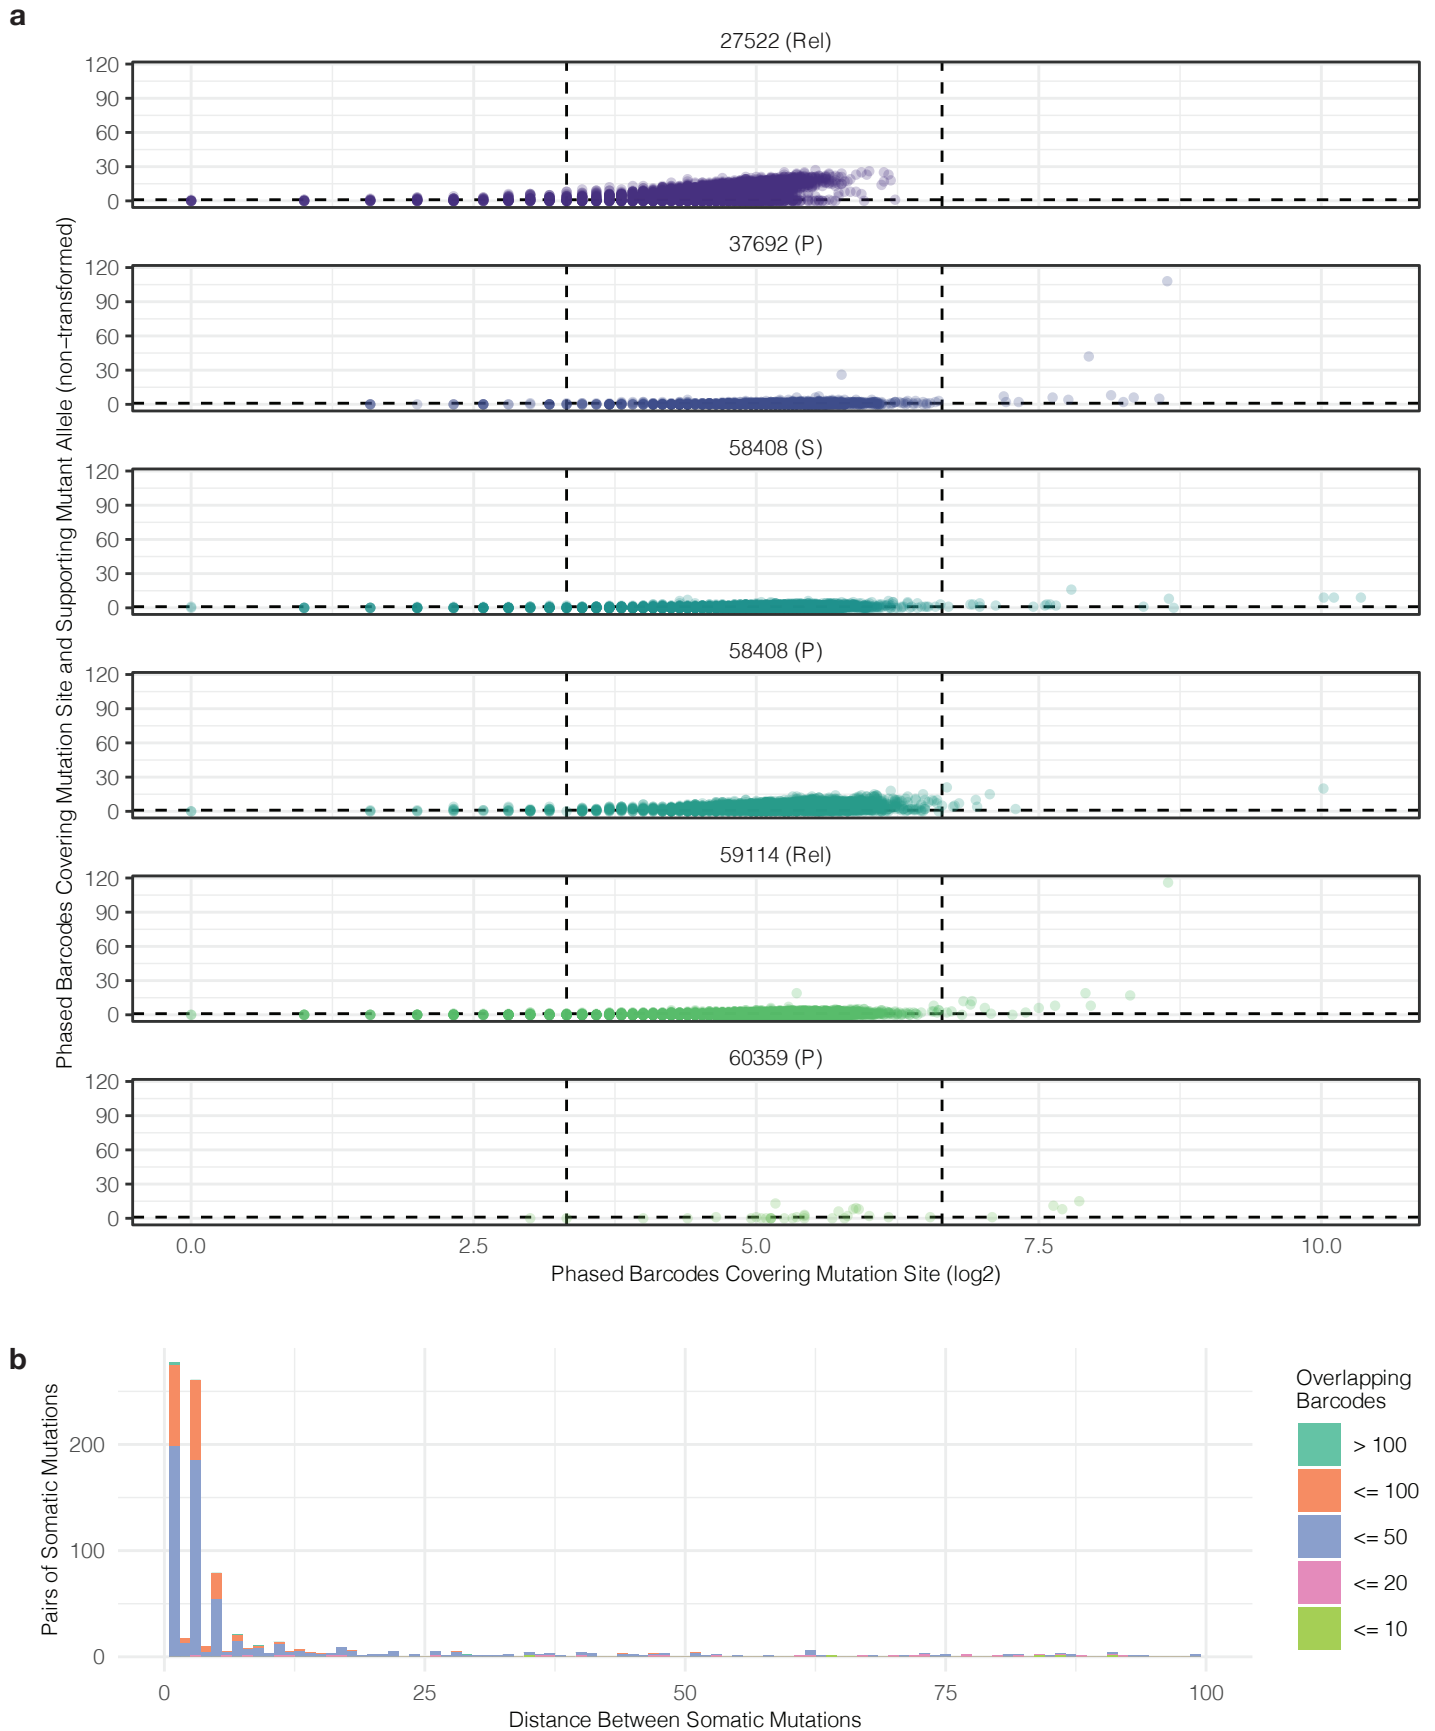 a
27522 (Rel)
120
90
60
30
0
37692 (P)
120
90
60
30
0
58408 (S)
120
90
60
30
0
58408 (P)
120
90
60
30
0
59114 (Rel)
120
90
60
30
0
60359 (P)
120
90
60
30
0
Phased Barcodes Covering Mutation Site and Supporting Mutant Allele (non−transformed)
0.0 2.5 5.0 7.5 10.0
Phased Barcodes Covering Mutation Site (log2)
b
Pairs of Somatic Mutations
200
100
0
0 25 50 75 100
Distance Between Somatic Mutations
Overlapping
Barcodes
> 100
<= 100
<= 50
<= 20
<= 10